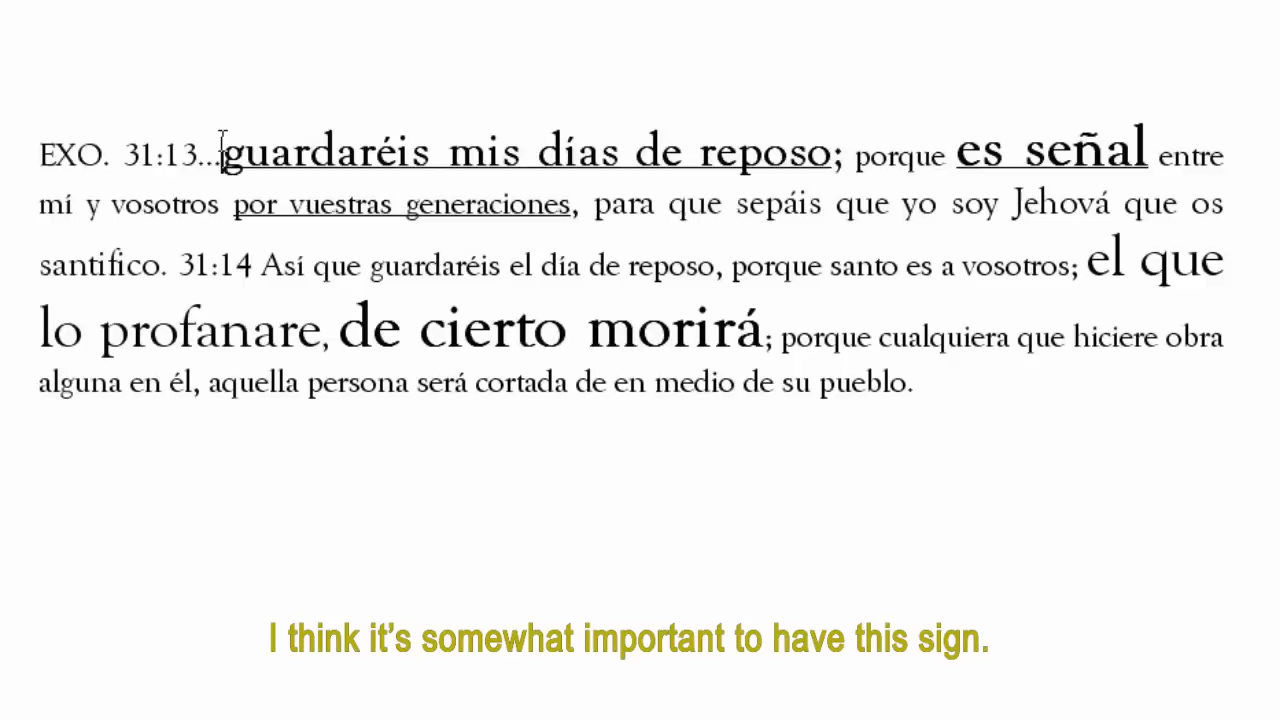 EXO. 31:13...guardaréis mis días de reposo; porque es señal entre
mí y vosotros por vuestras generaciones, para que sepáis que yo soy Jehová que os
santifico. 31:14 Así que guardaréis el día de reposo, porque santo es a vosotros; el que
lo profanare, de cierto morirá; porque cualquiera que hiciere obra
alguna en él, aquella persona será cortada de en medio de su pueblo.
I think it’s somewhat important to have this sign.